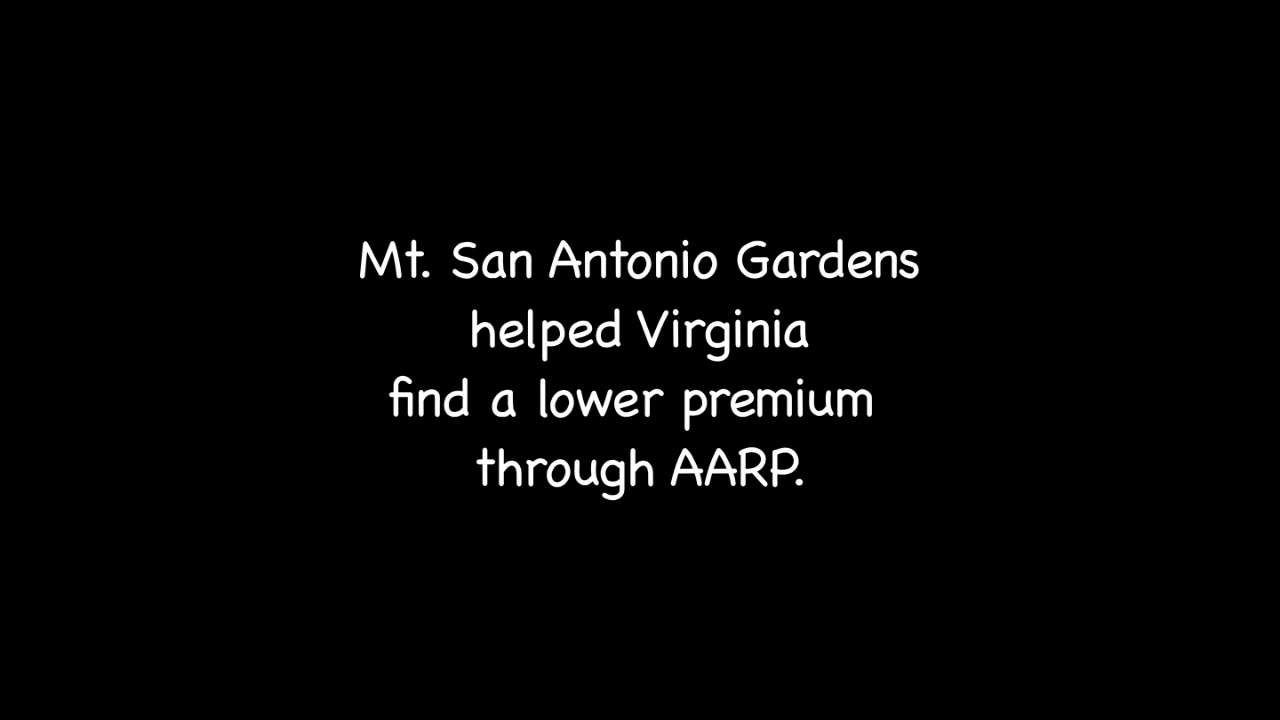 Mt. San Antonio Gardens
helped Virginia
find a lower premium
through AARP.